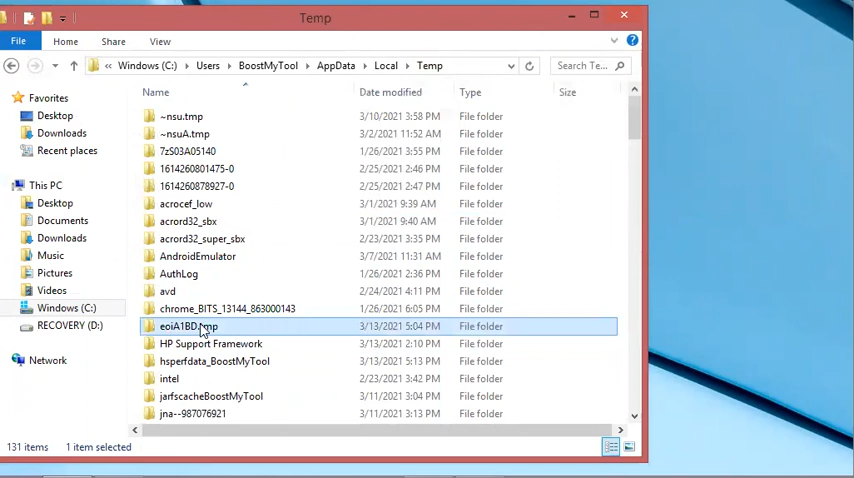 Temp
File Home Share View
« Windows (C:) Users BoostMyTool AppData Local Temp Search Te...
Name Date modified Type Size
Favorites
Desktop
Downloads
Recent places
This PC
Desktop
Documents
Downloads
Music
Pictures
Videos
Windows (C:)
RECOVERY (D:)
Network
~nsu.tmp 3/10/2021 3:58 PM File folder
~nsuA.tmp 3/2/2021 11:52 AM File folder
7zS03A05140 1/26/2021 3:55 PM File folder
1614260801475-0 2/25/2021 2:46 PM File folder
1614260878927-0 2/25/2021 2:47 PM File folder
acrocef_low 3/1/2021 9:39 AM File folder
acrord32_sbx 3/1/2021 9:40 AM File folder
acrord32_super_sbx 2/23/2021 3:35 PM File folder
AndroidEmulator 3/7/2021 11:31 AM File folder
AuthLog 1/26/2021 2:36 PM File folder
avd 2/24/2021 4:11 PM File folder
chrome_BITS_13144_863000143 1/26/2021 6:05 PM File folder
eoiA1BD.tmp 3/13/2021 5:04 PM File folder
HP Support Framework 3/13/2021 2:10 PM File folder
hsperfdata_BoostMyTool 3/13/2021 5:13 PM File folder
intel 2/23/2021 3:42 PM File folder
jarfscacheBoostMyTool 3/11/2021 3:04 PM File folder
jna--987076921 3/11/2021 3:13 PM File folder
131 items 1 item selected